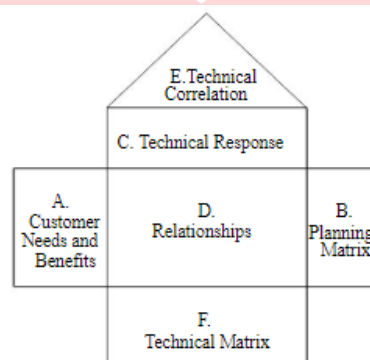 E.Technical
Correlation
C. Technical Response
A.
Customer
Needs and
Benefits
D.
Relationships
B.
Planning
Matrix
F.
Technical Matrix